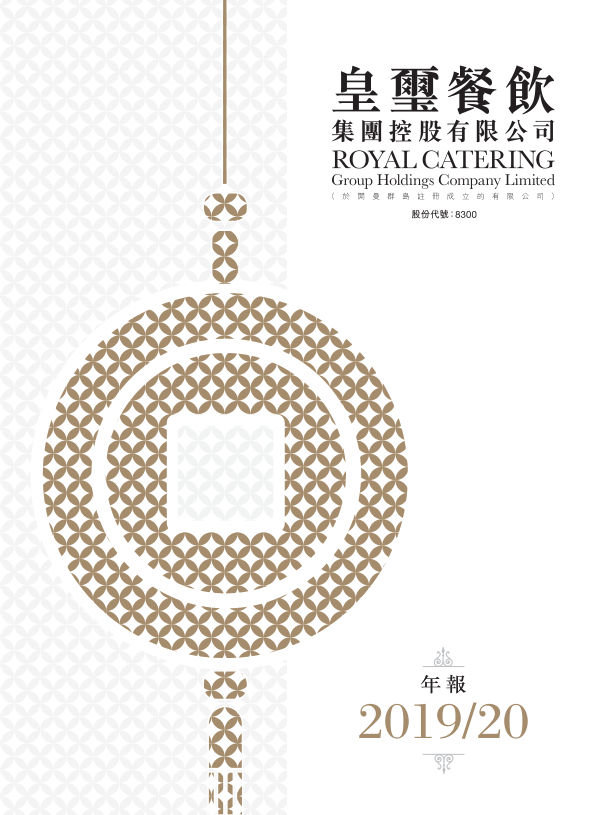 皇璽餐飲
集團控股有限公司
ROYAL CATERING
Group Holdings Company Limited
(於開曼群島註冊成立的有限公司)
股份代號：8300
年報
2019/20